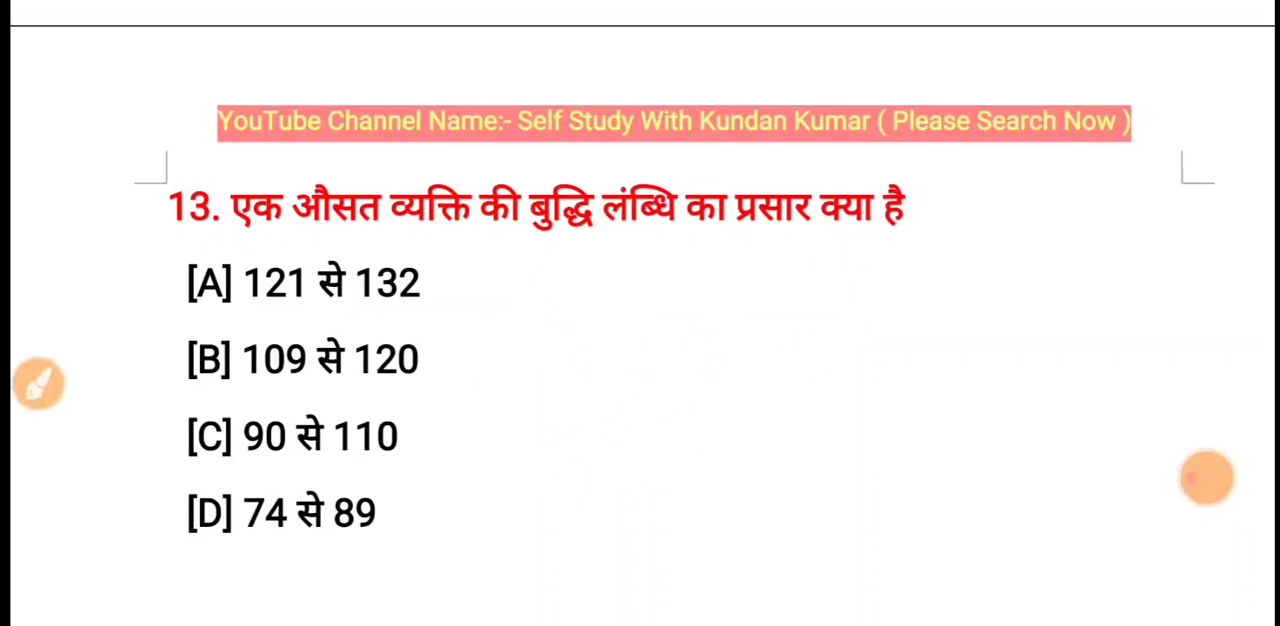 YouTube Channel Name:- Self Study With Kundan Kumar ( Please Search Now )
13. एक औसत व्यक्ति की बुद्धि लंब्धि का प्रसार क्या है
[A] 121 से 132
[B] 109 से 120
[C] 90 से 110
[D] 74 से 89